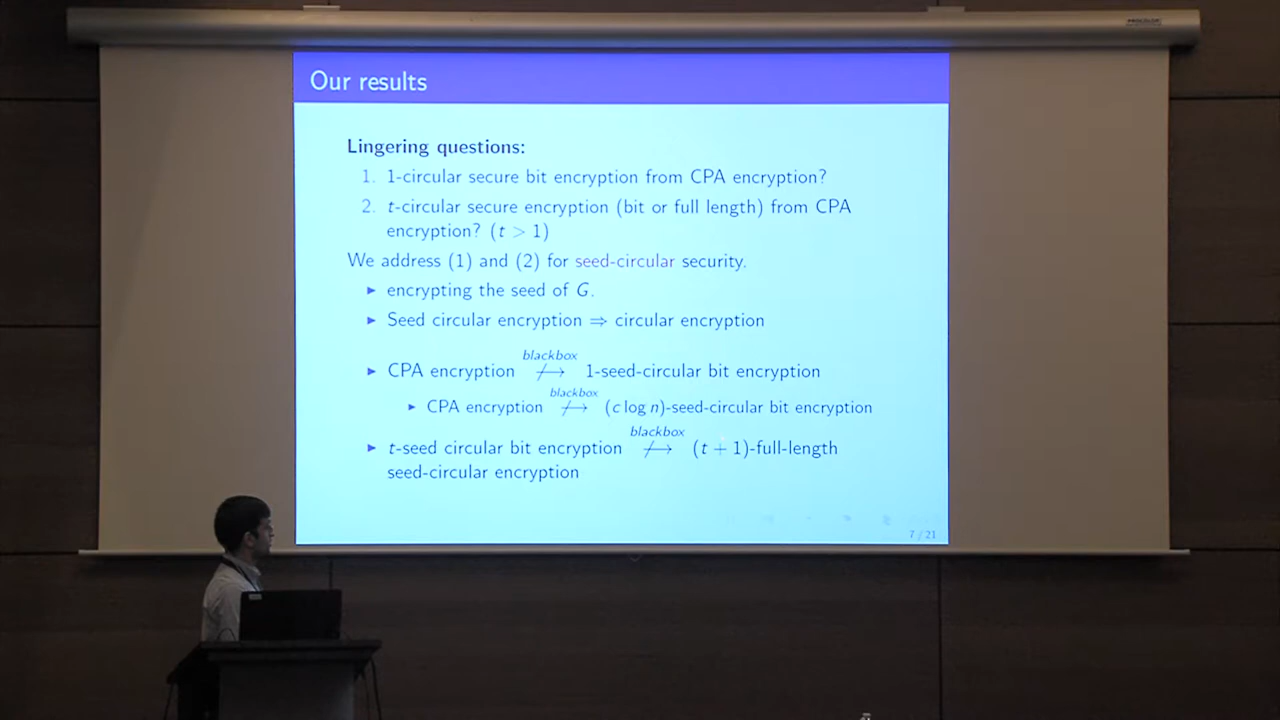 PROCOLOR
Our results
Lingering questions:
1. 1-circular secure bit encryption from CPA encryption?
2. t-circular secure encryption (bit or full length) from CPA
encryption? (t > 1)
We address (1) and (2) for seed-circular security.
▶ encrypting the seed of G.
▶ Seed circular encryption ⇒ circular encryption
▶ CPA encryption blackbox ↛ 1-seed-circular bit encryption
▶ CPA encryption blackbox ↛ (c log n)-seed-circular bit encryption
▶ t-seed circular bit encryption blackbox ↛ (t + 1)-full-length
seed-circular encryption
7 / 21